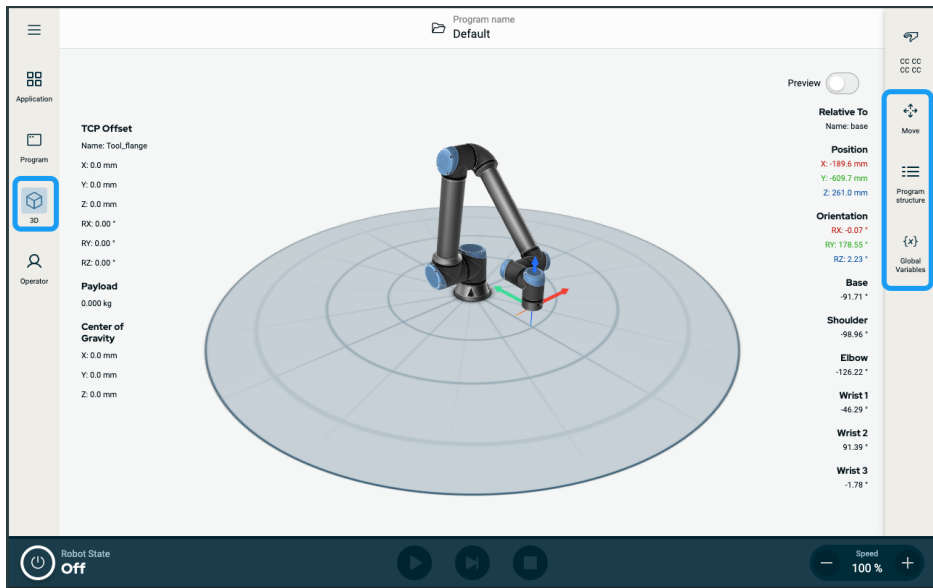 Program name
Default
Application
Program
3D
Operator
TCP Offset
Name: Tool_flange
X: 0.0 mm
Y: 0.0 mm
Z: 0.0 mm
RX: 0.00 °
RY: 0.00 °
RZ: 0.00 °
Payload
0.000 kg
Center of
Gravity
X: 0.0 mm
Y: 0.0 mm
Z: 0.0 mm
Preview
Relative To
Name: base
Position
X: -189.6 mm
Y: -609.7 mm
Z: 261.0 mm
Orientation
RX: -0.07 °
RY: 178.55 °
RZ: 2.23 °
Base
-91.71 °
Shoulder
-98.96 °
Elbow
-126.22 °
Wrist 1
-46.29 °
Wrist 2
91.39 °
Wrist 3
-1.78 °
CC CC
CC CC
Move
Program
structure
{x}
Global
Variables
Robot State
Off
Speed
100 %